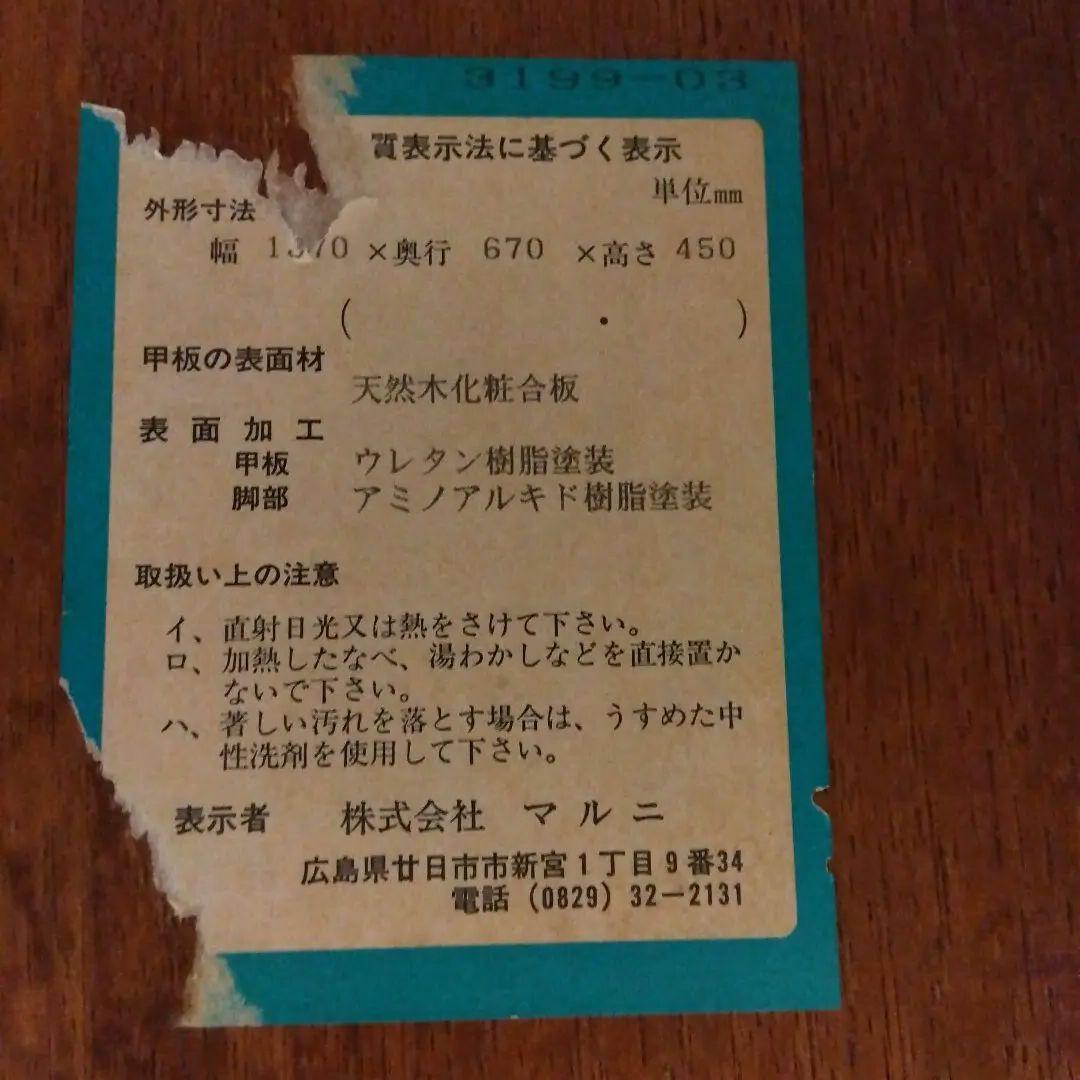 3199-03
質表示法に基づく表示
単位mm
外形寸法
幅 × 奥行 670 × 高さ 450
( ・ )
甲板の表面材
天然木化粧合板
表面加工
甲板 ウレタン樹脂塗装
脚部 アミノアルキド樹脂塗装
取扱い上の注意
イ、直射日光又は熱をさけて下さい。
ロ、加熱したなべ、湯わかしなどを直接置か
ないで下さい。
ハ、著しい汚れを落とす場合は、うすめた中
性洗剤を使用して下さい。
表示者 株式会社 マルニ
広島県廿日市市新宮1丁目9番34
電話 (0829) 32-2131